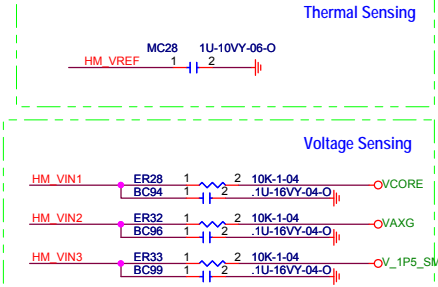 Thermal Sensing
MC28 1U-10VY-06-O
HM_VREF 1 2
Voltage Sensing
HM_VIN1 ER28 1 2 10K-1-04 VCORE
BC94 1 2 .1U-16VY-04-O
HM_VIN2 ER32 1 2 10K-1-04 VAXG
BC96 1 2 .1U-16VY-04-O
HM_VIN3 ER33 1 2 10K-1-04 V_1P5_SM
BC99 1 2 .1U-16VY-04-O